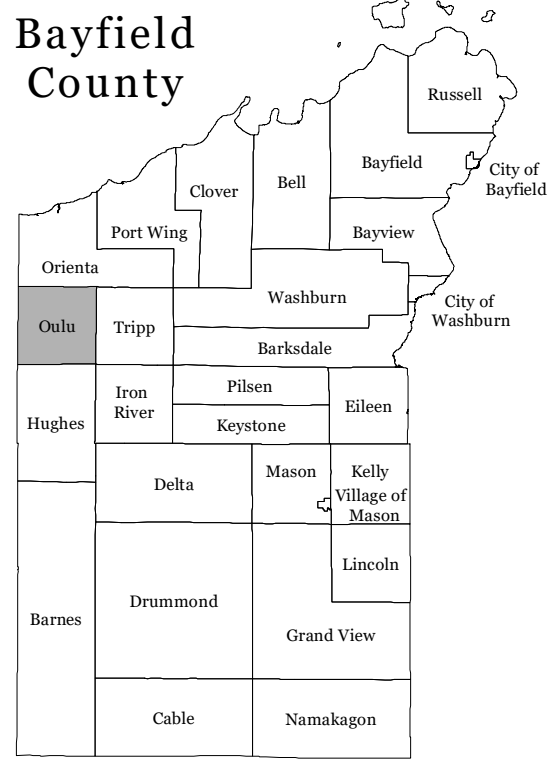 Bayfield
County
Russell
Bayfield
City of
Bayfield
Bell
Clover
Port Wing
Bayview
Orienta
Washburn
City of
Washburn
Oulu
Tripp
Barksdale
Pilsen
Iron
River
Eileen
Hughes
Keystone
Mason
Kelly
Delta
Village of
Mason
Lincoln
Drummond
Barnes
Grand View
Cable
Namakagon